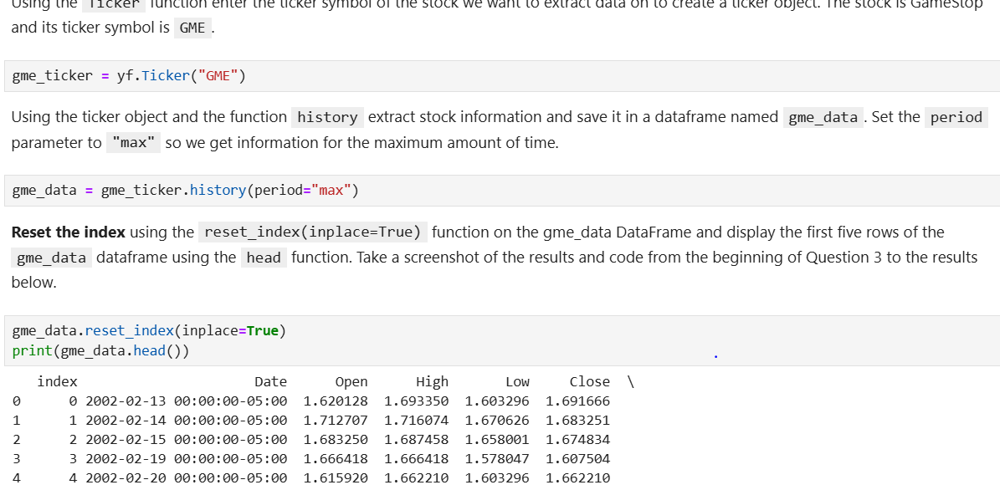 Using the Ticker function enter the ticker symbol of the stock we want to extract data on to create a ticker object. The stock is GameStop
and its ticker symbol is GME .
gme_ticker = yf.Ticker("GME")
Using the ticker object and the function history extract stock information and save it in a dataframe named gme_data . Set the period
parameter to "max" so we get information for the maximum amount of time.
gme_data = gme_ticker.history(period="max")
Reset the index using the reset_index(inplace=True) function on the gme_data DataFrame and display the first five rows of the
gme_data dataframe using the head function. Take a screenshot of the results and code from the beginning of Question 3 to the results
below.
gme_data.reset_index(inplace=True)
print(gme_data.head())
index Date Open High Low Close \
0 0 2002-02-13 00:00:00-05:00 1.620128 1.693350 1.603296 1.691666
1 1 2002-02-14 00:00:00-05:00 1.712707 1.716074 1.670626 1.683251
2 2 2002-02-15 00:00:00-05:00 1.683250 1.687458 1.658001 1.674834
3 3 2002-02-19 00:00:00-05:00 1.666418 1.666418 1.578047 1.607504
4 4 2002-02-20 00:00:00-05:00 1.615920 1.662210 1.603296 1.662210